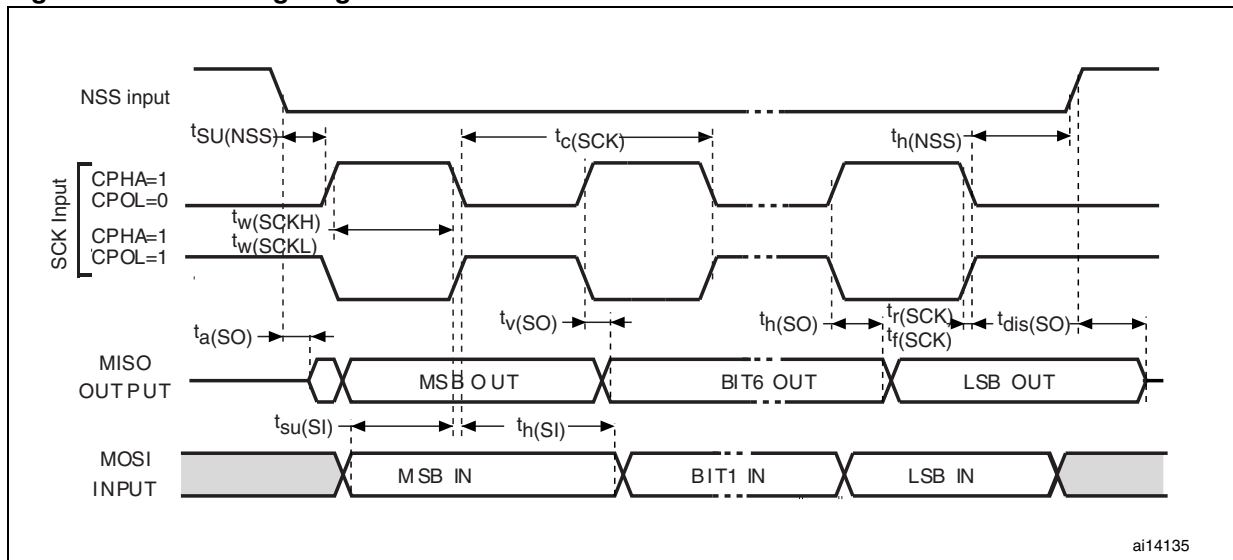 NSS input
tSU(NSS)
tc(SCK)
th(NSS)
SCK Input
CPHA=1
CPOL=0
tw(SCKH)
tw(SCKL)
CPHA=1
CPOL=1
ta(SO)
tv(SO)
th(SO)
tr(SCK)
tf(SCK)
tdis(SO)
MISO
OUTPUT
MSB OUT
BIT6 OUT
LSB OUT
tsu(SI)
th(SI)
MOSI
INPUT
MSB IN
BIT1 IN
LSB IN
ai14135